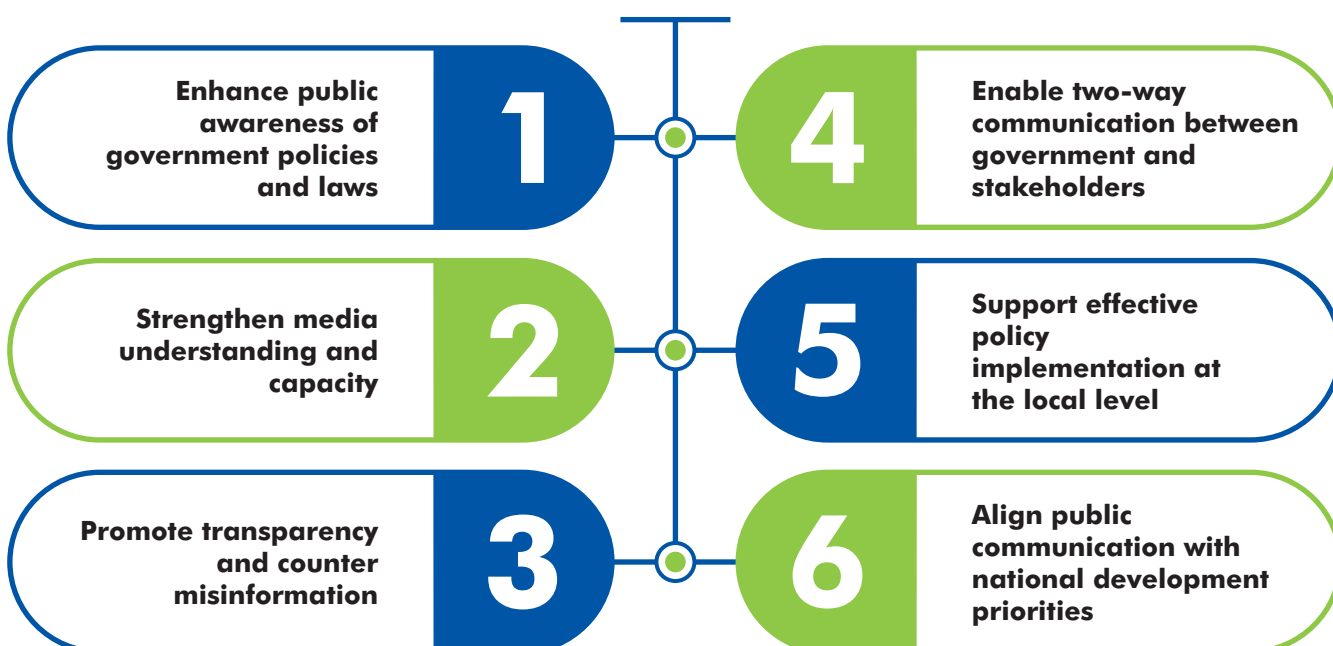 1
Enhance public
awareness of
government policies
and laws
2
Strengthen media
understanding and
capacity
3
Promote transparency
and counter
misinformation
4
Enable two-way
communication between
government and
stakeholders
5
Support effective
policy
implementation at
the local level
6
Align public
communication with
national development
priorities